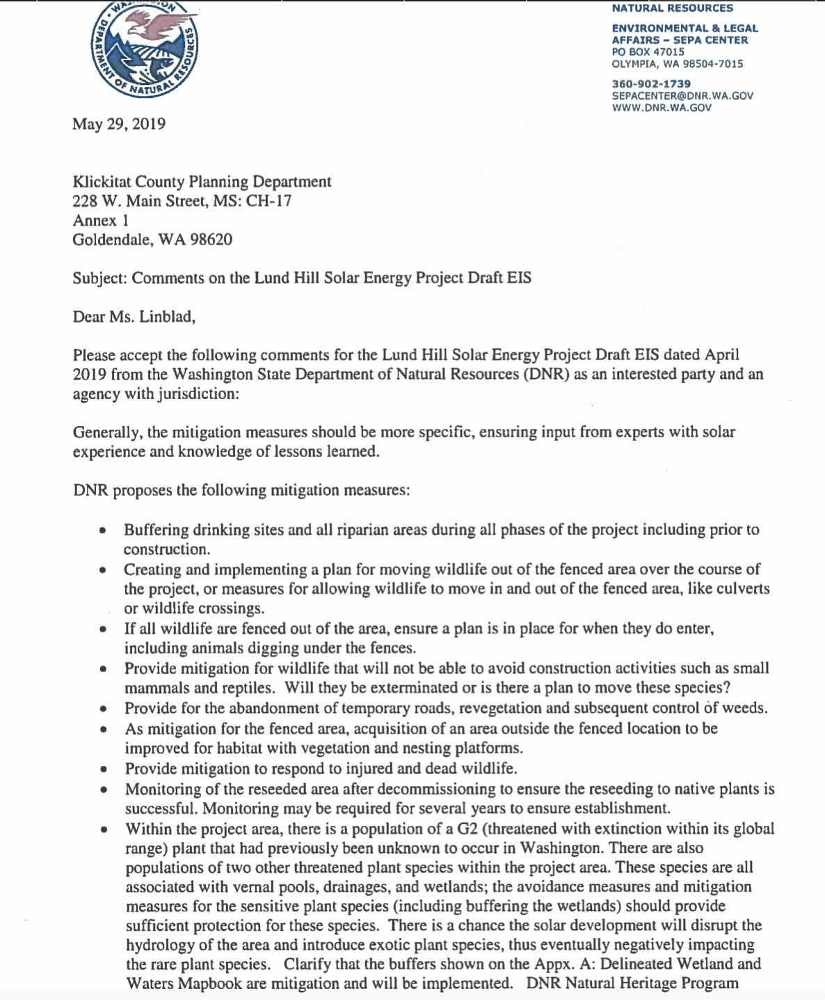 WASHINGTON
DEPARTMENT OF NATURAL RESOURCES
NATURAL RESOURCES
ENVIRONMENTAL & LEGAL
AFFAIRS – SEPA CENTER
PO BOX 47015
OLYMPIA, WA 98504-7015
360-902-1739
SEPACENTER@DNR.WA.GOV
WWW.DNR.WA.GOV
May 29, 2019
Klickitat County Planning Department
228 W. Main Street, MS: CH-17
Annex 1
Goldendale, WA 98620
Subject: Comments on the Lund Hill Solar Energy Project Draft EIS
Dear Ms. Linblad,
Please accept the following comments for the Lund Hill Solar Energy Project Draft EIS dated April
2019 from the Washington State Department of Natural Resources (DNR) as an interested party and an
agency with jurisdiction:
Generally, the mitigation measures should be more specific, ensuring input from experts with solar
experience and knowledge of lessons learned.
DNR proposes the following mitigation measures:
• Buffering drinking sites and all riparian areas during all phases of the project including prior to
construction.
• Creating and implementing a plan for moving wildlife out of the fenced area over the course of
the project, or measures for allowing wildlife to move in and out of the fenced area, like culverts
or wildlife crossings.
• If all wildlife are fenced out of the area, ensure a plan is in place for when they do enter,
including animals digging under the fences.
• Provide mitigation for wildlife that will not be able to avoid construction activities such as small
mammals and reptiles. Will they be exterminated or is there a plan to move these species?
• Provide for the abandonment of temporary roads, revegetation and subsequent control of weeds.
• As mitigation for the fenced area, acquisition of an area outside the fenced location to be
improved for habitat with vegetation and nesting platforms.
• Provide mitigation to respond to injured and dead wildlife.
• Monitoring of the reseeded area after decommissioning to ensure the reseeding to native plants is
successful. Monitoring may be required for several years to ensure establishment.
• Within the project area, there is a population of a G2 (threatened with extinction within its global
range) plant that had previously been unknown to occur in Washington. There are also
populations of two other threatened plant species within the project area. These species are all
associated with vernal pools, drainages, and wetlands; the avoidance measures and mitigation
measures for the sensitive plant species (including buffering the wetlands) should provide
sufficient protection for these species. There is a chance the solar development will disrupt the
hydrology of the area and introduce exotic plant species, thus eventually negatively impacting
the rare plant species. Clarify that the buffers shown on the Appx. A: Delineated Wetland and
Waters Mapbook are mitigation and will be implemented. DNR Natural Heritage Program